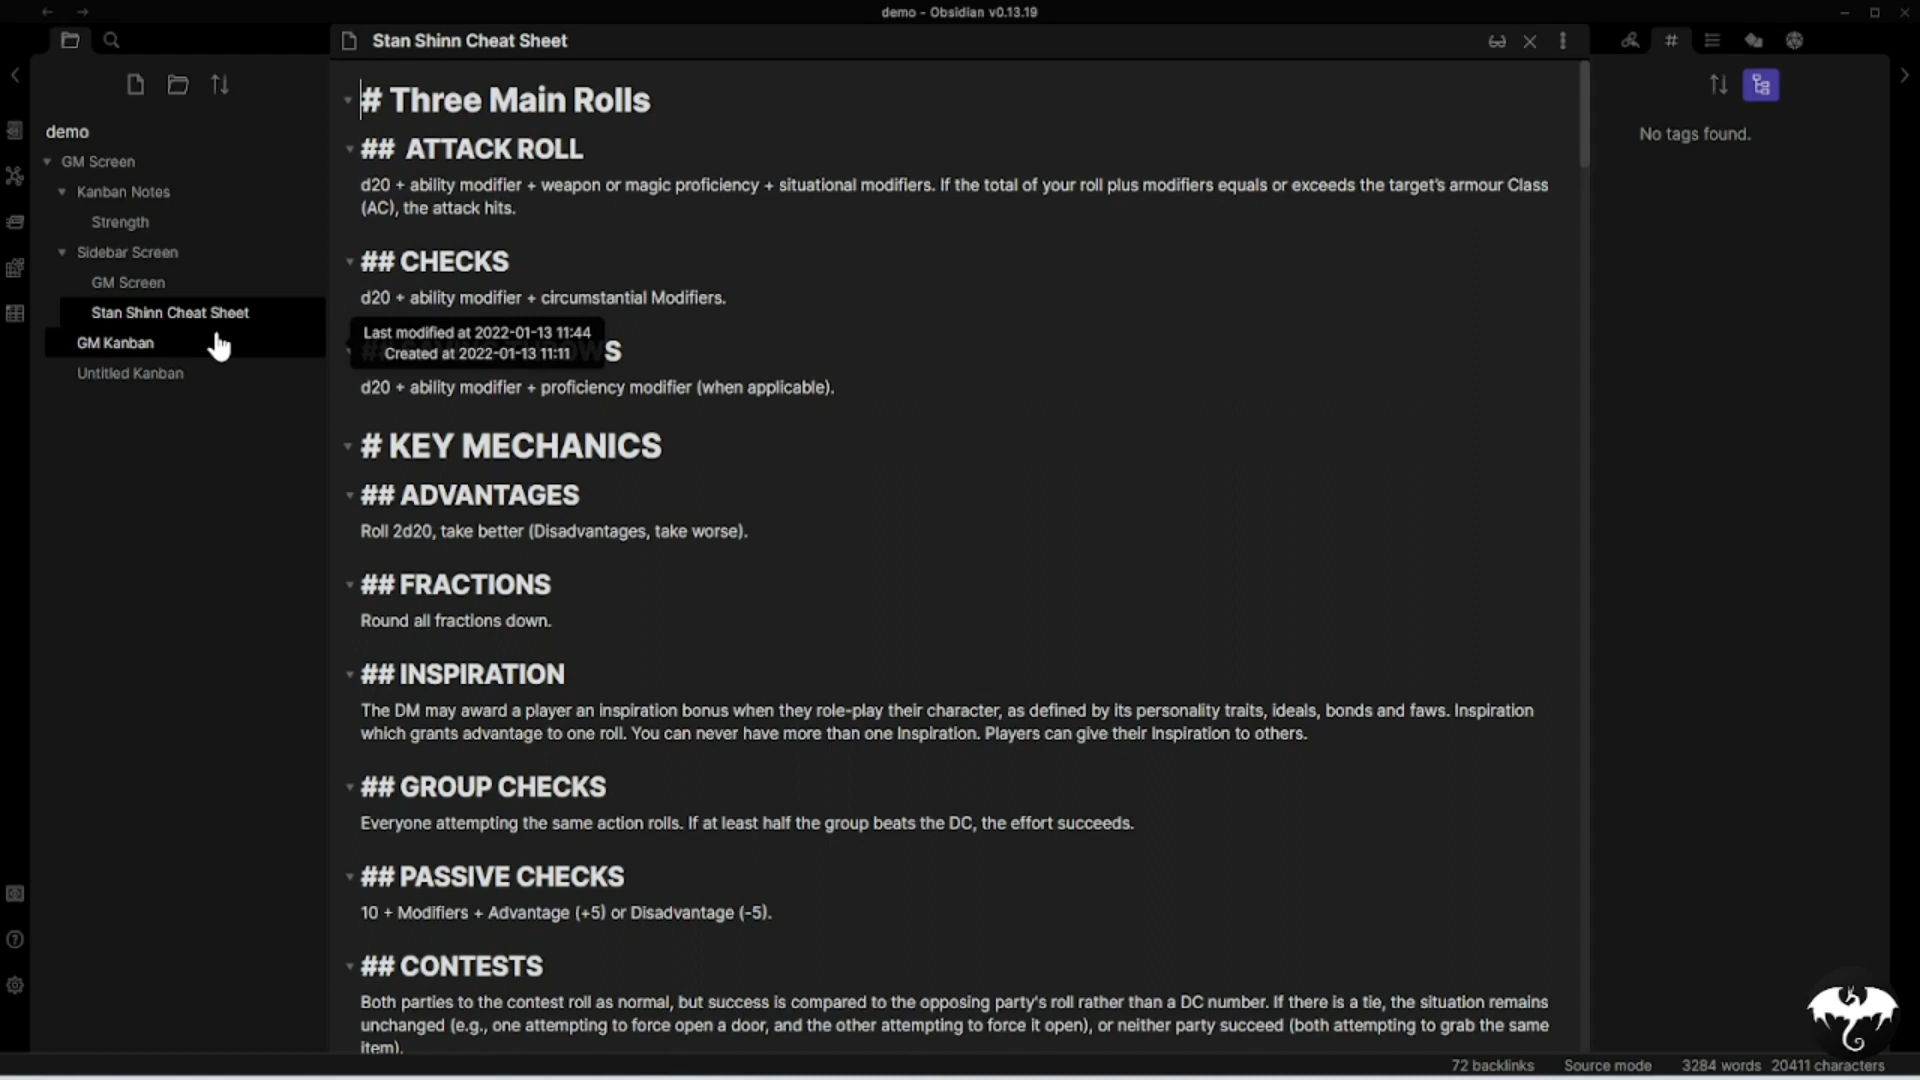 demo - Obsidian v0.13.19
Stan Shinn Cheat Sheet
demo
GM Screen
Kanban Notes
Strength
Sidebar Screen
GM Screen
Stan Shinn Cheat Sheet
GM Kanban
Untitled Kanban
# Three Main Rolls
## ATTACK ROLL
d20 + ability modifier + weapon or magic proficiency + situational modifiers. If the total of your roll plus modifiers equals or exceeds the target's armour Class
(AC), the attack hits.
## CHECKS
d20 + ability modifier + circumstantial Modifiers.
Last modified at 2022-01-13 11:44
Created at 2022-01-13 11:11
d20 + ability modifier + proficiency modifier (when applicable).
# KEY MECHANICS
## ADVANTAGES
Roll 2d20, take better (Disadvantages, take worse).
## FRACTIONS
Round all fractions down.
## INSPIRATION
The DM may award a player an inspiration bonus when they role-play their character, as defined by its personality traits, ideals, bonds and faws. Inspiration
which grants advantage to one roll. You can never have more than one Inspiration. Players can give their Inspiration to others.
## GROUP CHECKS
Everyone attempting the same action rolls. If at least half the group beats the DC, the effort succeeds.
## PASSIVE CHECKS
10 + Modifiers + Advantage (+5) or Disadvantage (-5).
## CONTESTS
Both parties to the contest roll as normal, but success is compared to the opposing party's roll rather than a DC number. If there is a tie, the situation remains
unchanged (e.g., one attempting to force open a door, and the other attempting to force it open), or neither party succeed (both attempting to grab the same
item).
No tags found.
72 backlinks Source mode 3284 words 20411 characters